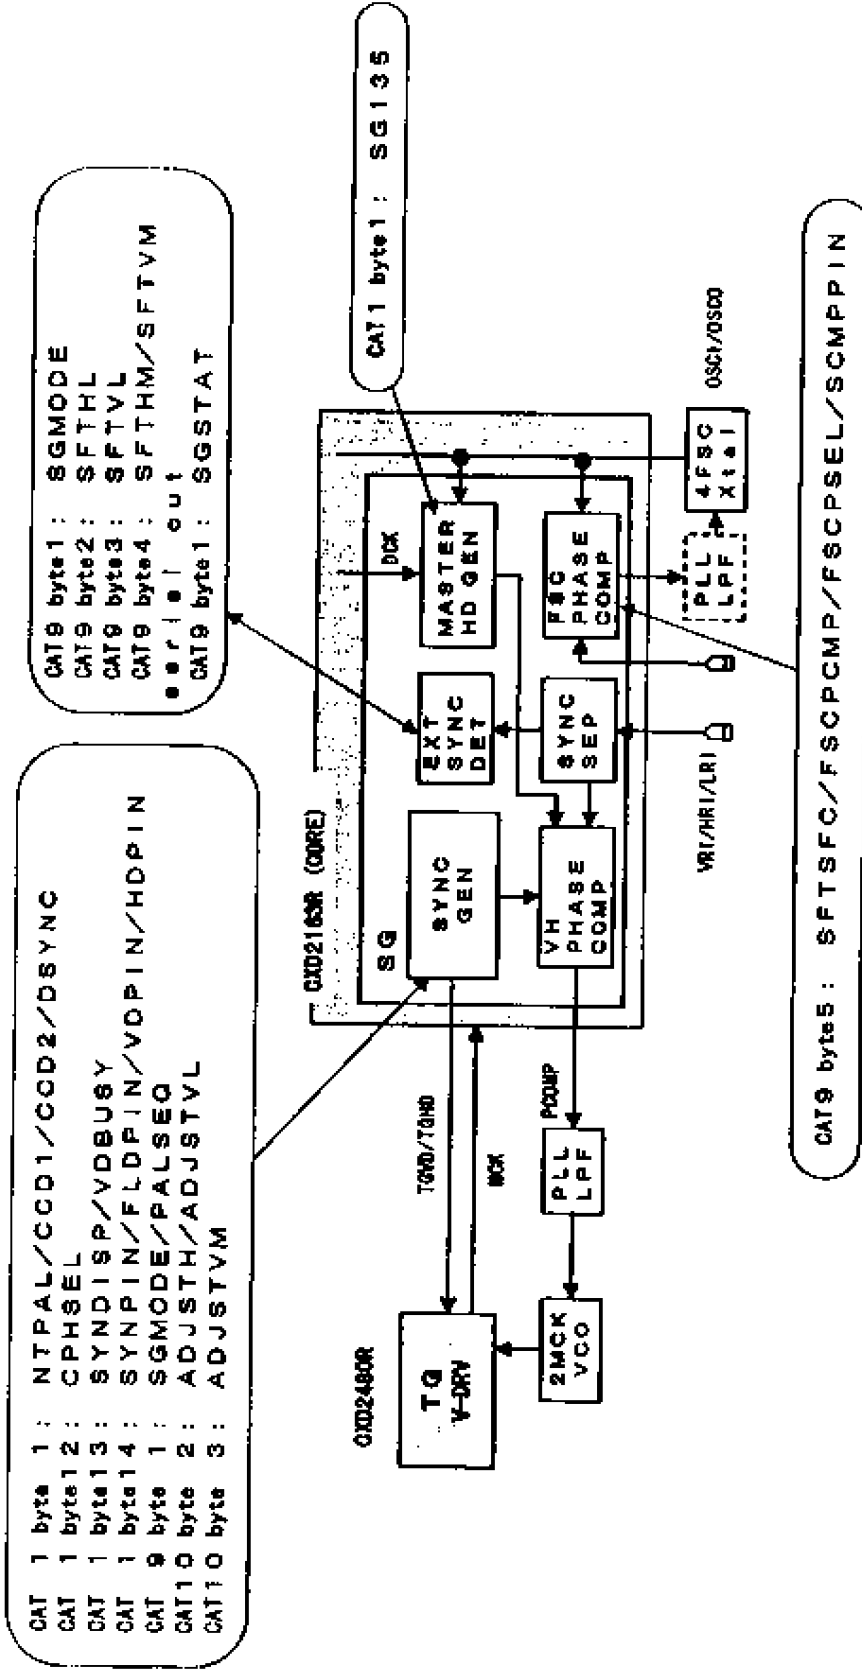 CAT 1 byte 1 : NTPAL/CCD1/CCD2/DSYNC
CAT 1 byte12 : CPHSEL
CAT 1 byte13 : SYNDISP/VDBUSY
CAT 1 byte14 : SYNPIN/FLDPIN/VDPIN/HDPIN
CAT 9 byte 1 : SGMODE/PALSEQ
CAT10 byte 2 : ADJSTH/ADJSTVL
CAT10 byte 3 : ADJSTVM
CAT9 byte1 : SGMODE
CAT9 byte2 : SFTHL
CAT9 byte3 : SFTVL
CAT9 byte4 : SFTHM/SFTVM
serial out
CAT9 byte1 : SGSTAT
CAT1 byte1 : SG135
CXD2163R (CORE)
SG
SYNC
GEN
EXT
SYNC
DET
DCK
MASTER
HD GEN
CXD2480R
TG
V-DRV
TGVD/TGHD
MCK
VH
PHASE
COMP
SYNC
SEP
FSC
PHASE
COMP
2MCK
VCO
PLL
LPF
PCOMP
VRI/HRI/LRI
PLL
LPF
4FSC
Xtal
OSCI/OSCO
CAT9 byte5 : SFTSFC/FSCPCMP/FSCPSEL/SCMPPIN